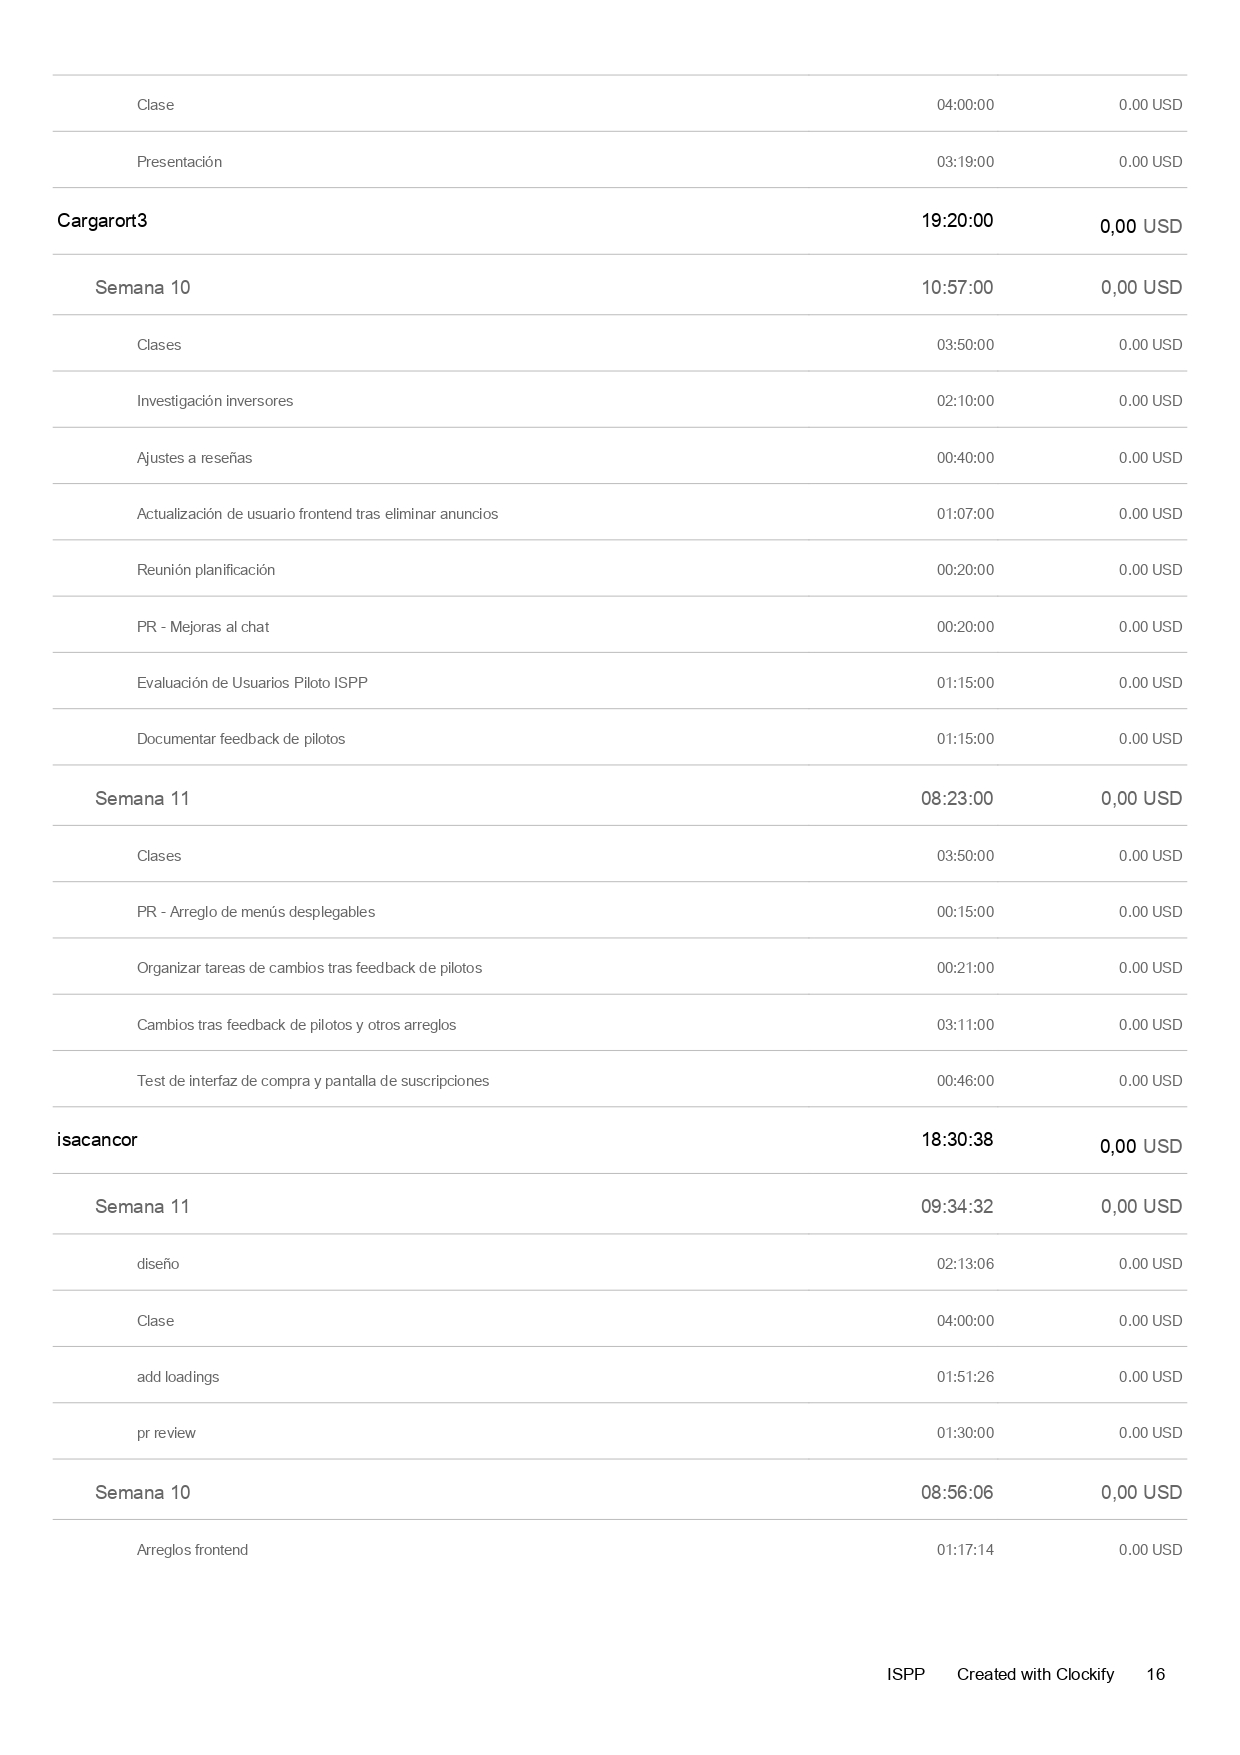 Clase 04:00:00 0.00 USD
Presentación 03:19:00 0.00 USD
Cargarort3 19:20:00 0,00 USD
Semana 10 10:57:00 0,00 USD
Clases 03:50:00 0.00 USD
Investigación inversores 02:10:00 0.00 USD
Ajustes a reseñas 00:40:00 0.00 USD
Actualización de usuario frontend tras eliminar anuncios 01:07:00 0.00 USD
Reunión planificación 00:20:00 0.00 USD
PR - Mejoras al chat 00:20:00 0.00 USD
Evaluación de Usuarios Piloto ISPP 01:15:00 0.00 USD
Documentar feedback de pilotos 01:15:00 0.00 USD
Semana 11 08:23:00 0,00 USD
Clases 03:50:00 0.00 USD
PR - Arreglo de menús desplegables 00:15:00 0.00 USD
Organizar tareas de cambios tras feedback de pilotos 00:21:00 0.00 USD
Cambios tras feedback de pilotos y otros arreglos 03:11:00 0.00 USD
Test de interfaz de compra y pantalla de suscripciones 00:46:00 0.00 USD
isacancor 18:30:38 0,00 USD
Semana 11 09:34:32 0,00 USD
diseño 02:13:06 0.00 USD
Clase 04:00:00 0.00 USD
add loadings 01:51:26 0.00 USD
pr review 01:30:00 0.00 USD
Semana 10 08:56:06 0,00 USD
Arreglos frontend 01:17:14 0.00 USD
ISPP Created with Clockify 16